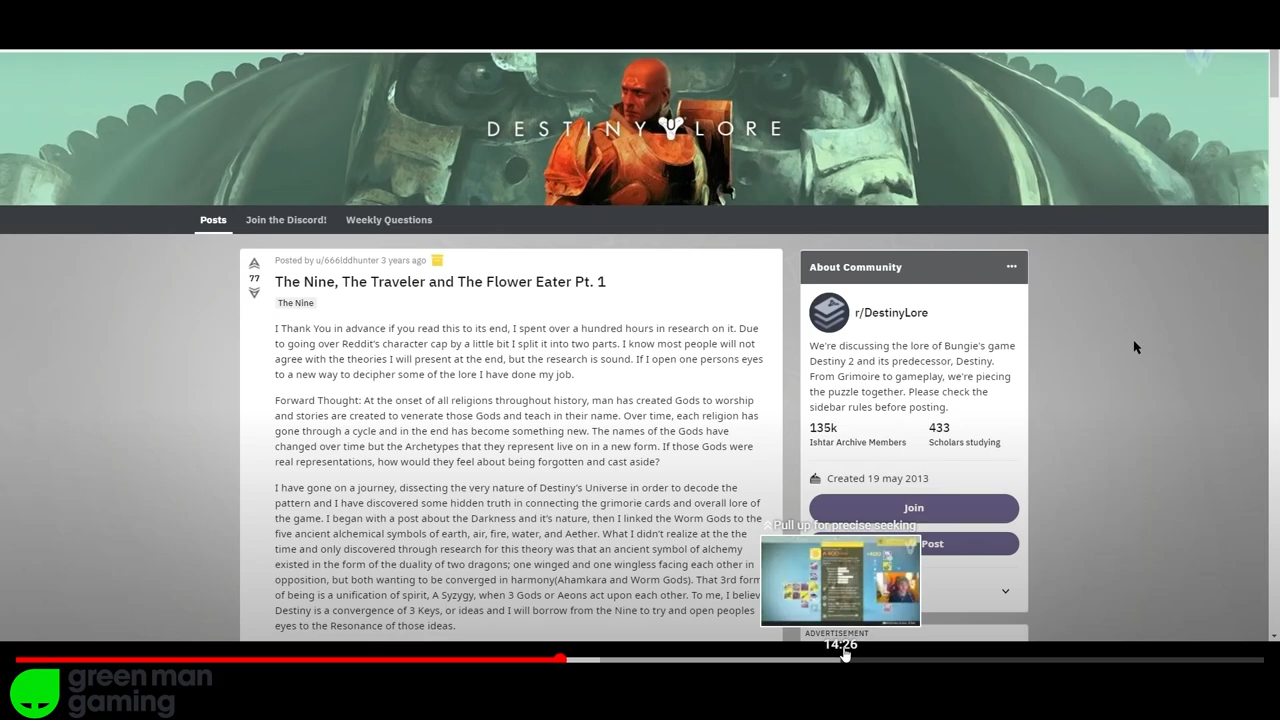 DESTINY LORE
Posts Join the Discord! Weekly Questions
Posted by u/666lddhunter 3 years ago
77
The Nine, The Traveler and The Flower Eater Pt. 1
The Nine
I Thank You in advance if you read this to its end, I spent over a hundred hours in research on it. Due
to going over Reddit's character cap by a little bit I split it into two parts. I know most people will not
agree with the theories I will present at the end, but the research is sound. If I open one persons eyes
to a new way to decipher some of the lore I have done my job.
Forward Thought: At the onset of all religions throughout history, man has created Gods to worship
and stories are created to venerate those Gods and teach in their name. Over time, each religion has
gone through a cycle and in the end has become something new. The names of the Gods have
changed over time but the Archetypes that they represent live on in a new form. If those Gods were
real representations, how would they feel about being forgotten and cast aside?
I have gone on a journey, dissecting the very nature of Destiny's Universe in order to decode the
pattern and I have discovered some hidden truth in connecting the grimorie cards and overall lore of
the game. I began with a post about the Darkness and it's nature, then I linked the Worm Gods to the
five ancient alchemical symbols of earth, air, fire, water, and Aether. What I didn't realize at the the
time and only discovered through research for this theory was that an ancient symbol of alchemy
existed in the form of the duality of two dragons; one winged and one wingless facing each other in
opposition, but both wanting to be converged in harmony(Ahamkara and Worm Gods). That 3rd form
of being is a unification of spirit, A Syzygy, when 3 Gods or Aeons act upon each other. To me, I believ
Destiny is a convergence of 3 Keys, or ideas and I will borrow from the Nine to try and open peoples
eyes to the Resonance of those ideas.
About Community
r/DestinyLore
We're discussing the lore of Bungie's game
Destiny 2 and its predecessor, Destiny.
From Grimoire to gameplay, we're piecing
the puzzle together. Please check the
sidebar rules before posting.
135k 433
Ishtar Archive Members Scholars studying
Created 19 may 2013
Join
Pull up for precise seeking
Post
ADVERTISEMENT
14:26
green man
gaming